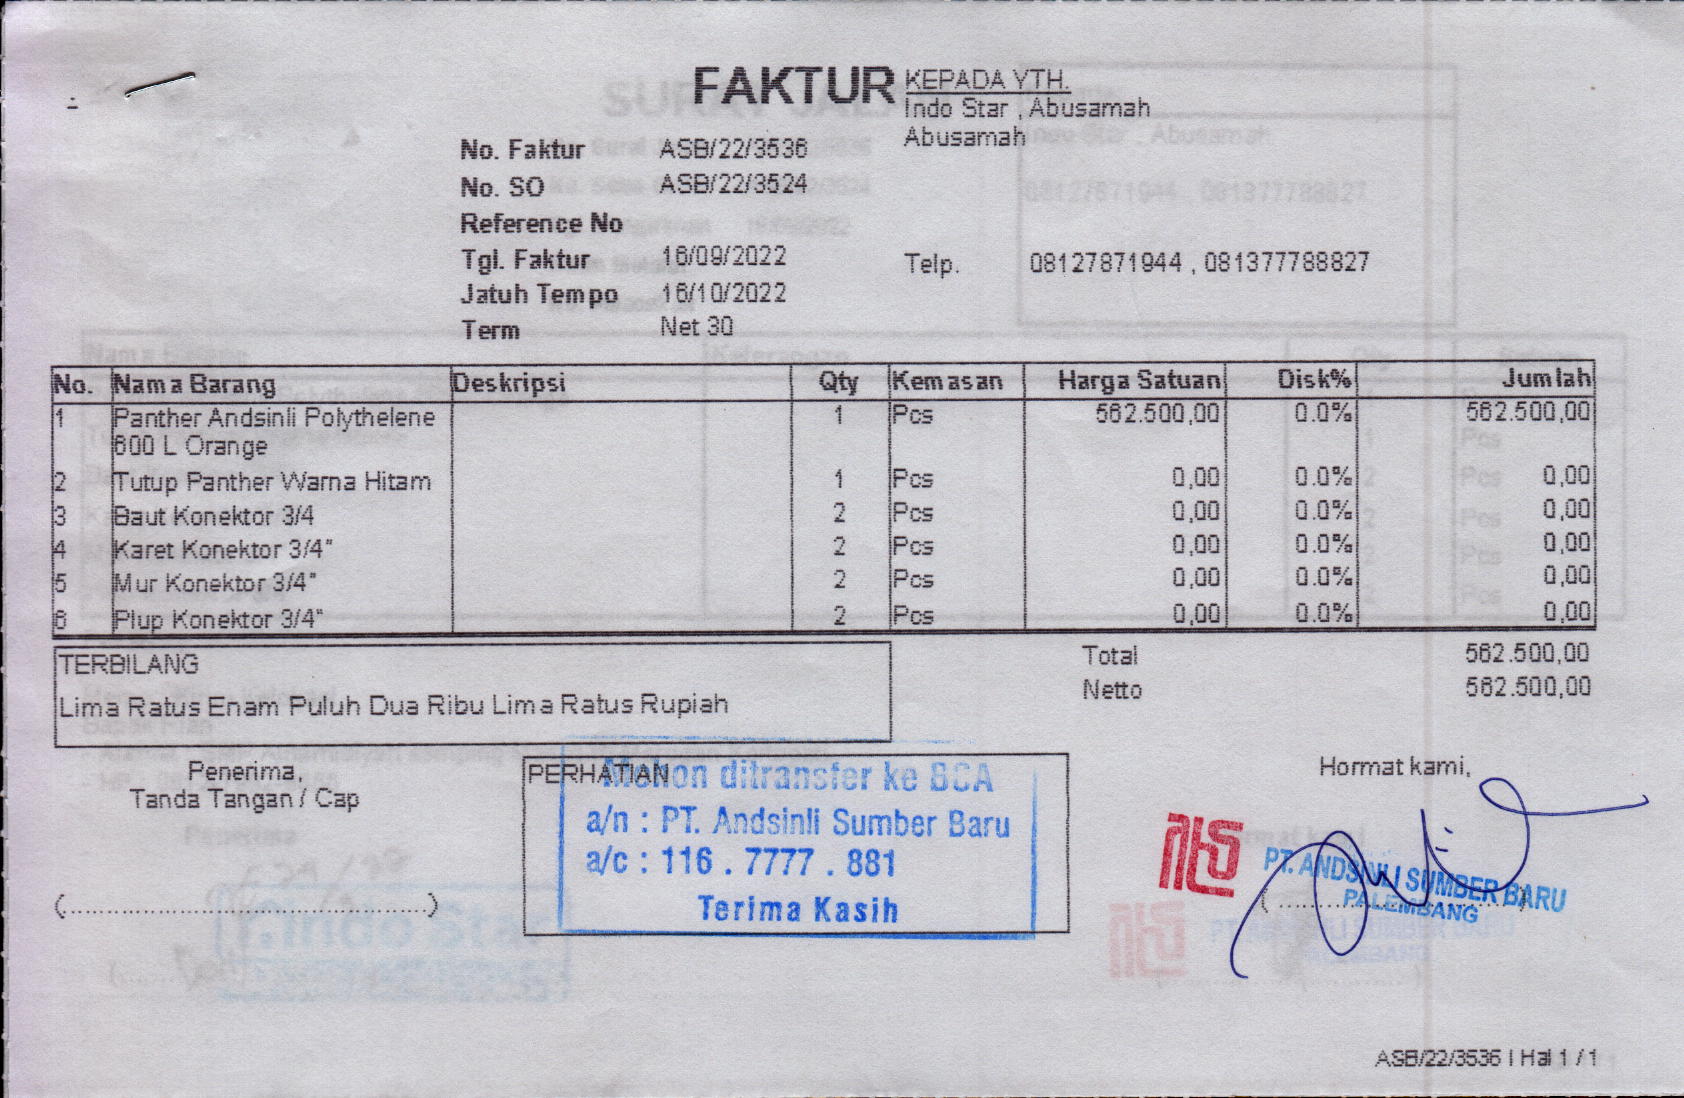 FAKTUR
KEPADA YTH.
Indo Star , Abusamah
Abusamah
No. Faktur ASB/22/3536
No. SO ASB/22/3524
Reference No
Tgl. Faktur 16/09/2022
Telp. 08127871944 , 081377788827
Jatuh Tempo 16/10/2022
Term Net 30
No. Nama Barang Deskripsi Qty Kemasan Harga Satuan Disk% Jumlah
1 Panther Andsinli Polythelene 1 Pcs 562.500,00 0.0% 562.500,00
600 L Orange
2 Tutup Panther Warna Hitam 1 Pcs 0,00 0.0% 0,00
3 Baut Konektor 3/4 2 Pcs 0,00 0.0% 0,00
4 Karet Konektor 3/4" 2 Pcs 0,00 0.0% 0,00
5 Mur Konektor 3/4" 2 Pcs 0,00 0.0% 0,00
6 Plup Konektor 3/4" 2 Pcs 0,00 0.0% 0,00
TERBILANG
Lima Ratus Enam Puluh Dua Ribu Lima Ratus Rupiah
Total 562.500,00
Netto 562.500,00
Penerima,
Tanda Tangan / Cap
(......................................)
PERHATIAN
Mohon ditransfer ke BCA
a/n : PT. Andsinli Sumber Baru
a/c : 116 . 7777 . 881
Terima Kasih
Hormat kami,
PT. ANDSINLI SUMBER BARU
PALEMBANG
ASB/22/3536 | Hal 1 / 1